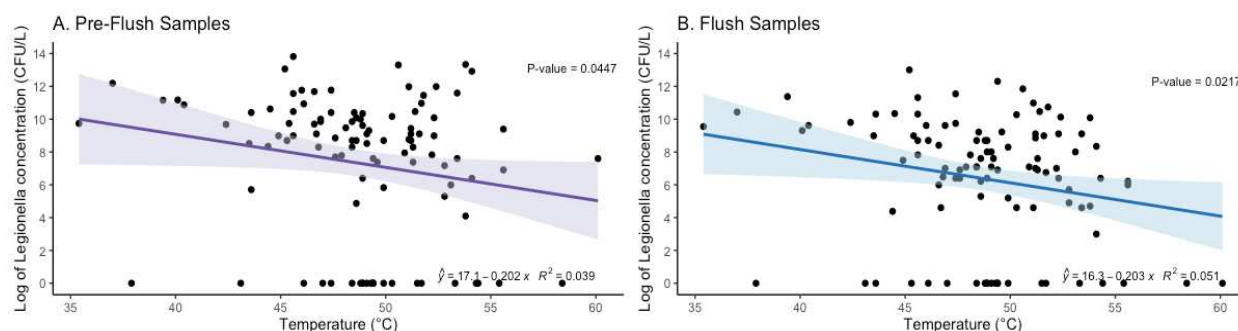 A. Pre-Flush Samples
Log of Legionella concentration (CFU/L)
14
12
10
8
6
4
2
0
P-value = 0.0447
ŷ = 17.1 – 0.202 x R² = 0.039
35 40 45 50 55 60
Temperature (°C)
B. Flush Samples
Log of Legionella concentration (CFU/L)
14
12
10
8
6
4
2
0
P-value = 0.0217
ŷ = 16.3 – 0.203 x R² = 0.051
35 40 45 50 55 60
Temperature (°C)